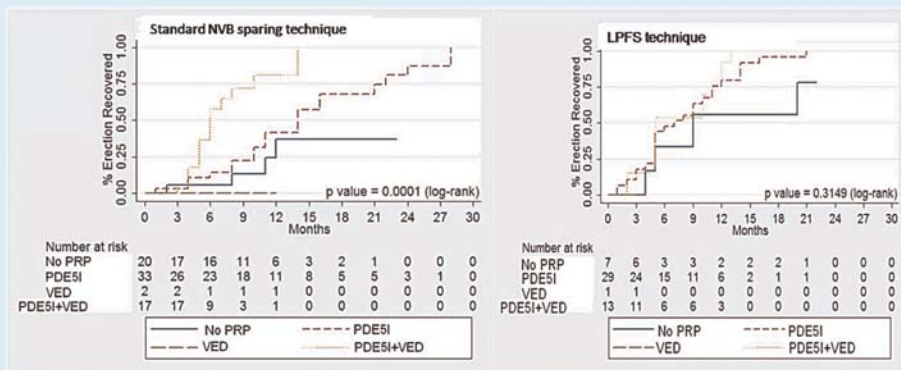 Standard NVB sparing technique
% Erection Recovered
0.00 0.25 0.50 0.75 1.00
p value = 0.0001 (log-rank)
0 3 6 9 12 15 18 21 24 27 30
Months
Number at risk
No PRP 20 17 16 11 6 3 2 1 0 0 0
PDE5I 33 26 23 18 11 8 5 5 3 1 0
VED 2 2 1 1 1 0 0 0 0 0 0
PDE5I+VED 17 17 9 3 1 0 0 0 0 0 0
No PRP PDE5I
VED PDE5I+VED
LPFS technique
% Erection Recovered
0.00 0.25 0.50 0.75 1.00
p value = 0.3149 (log-rank)
0 3 6 9 12 15 18 21 24 27 30
Months
Number at risk
No PRP 7 6 3 3 2 2 2 1 0 0 0
PDE5I 29 24 15 11 6 2 1 1 0 0 0
VED 1 1 0 0 0 0 0 0 0 0 0
PDE5I+VED 13 11 6 6 3 0 0 0 0 0 0
No PRP PDE5I
VED PDE5I+VED